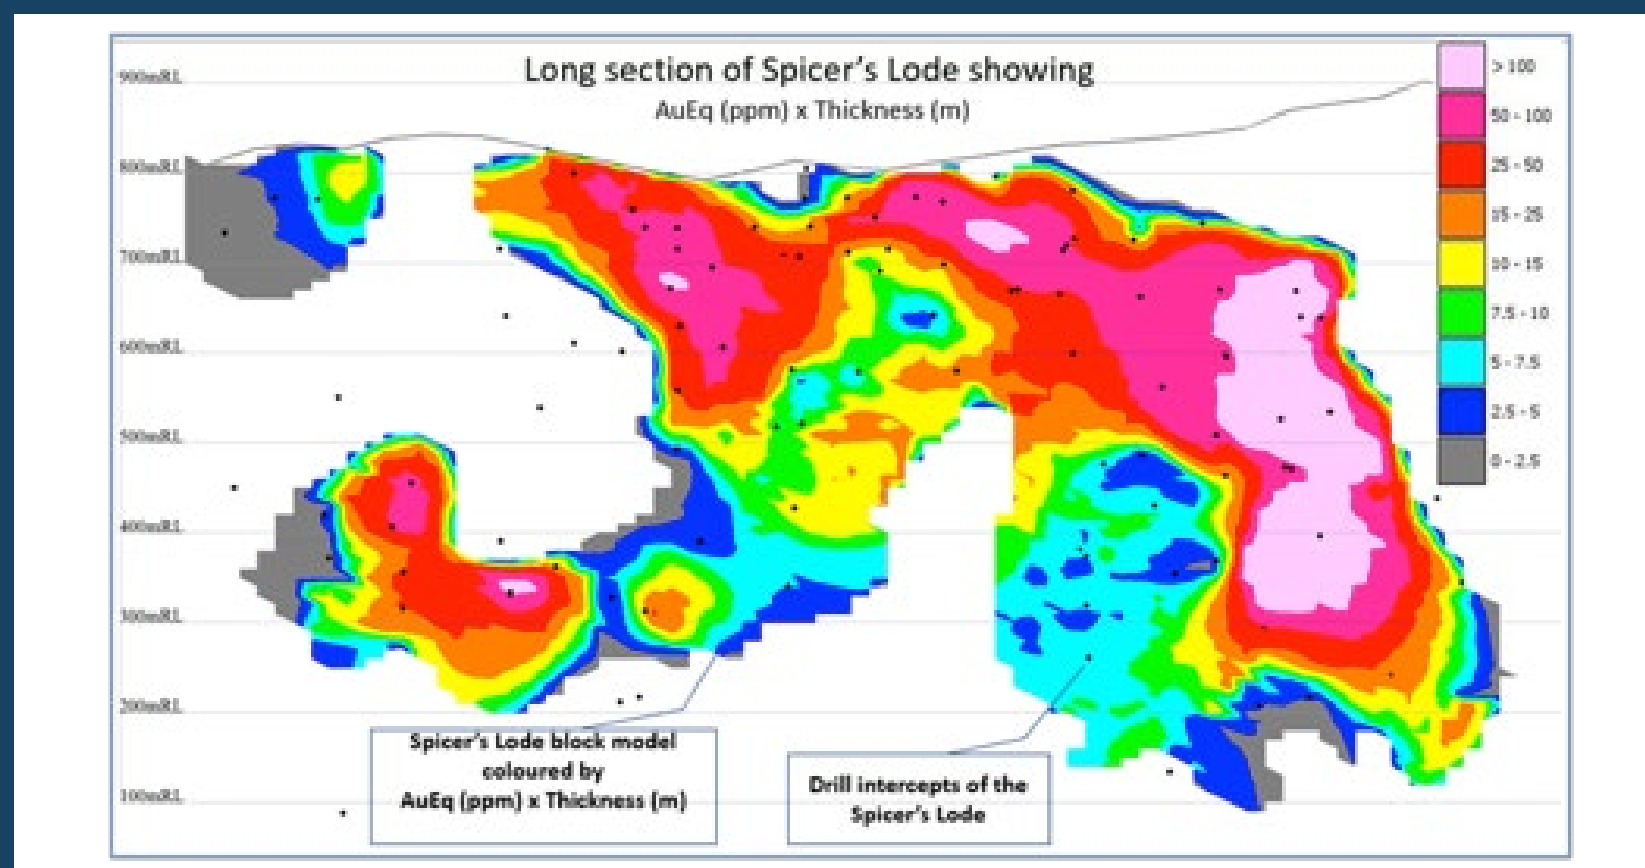 Long section of Spicer's Lode showing
AuEq (ppm) x Thickness (m)
900mRL
800mRL
700mRL
600mRL
500mRL
400mRL
300mRL
200mRL
100mRL
> 100
50 - 100
25 - 50
15 - 25
10 - 15
7.5 - 10
5 - 7.5
2.5 - 5
0 - 2.5
Spicer's Lode block model
coloured by
AuEq (ppm) x Thickness (m)
Drill intercepts of the
Spicer's Lode